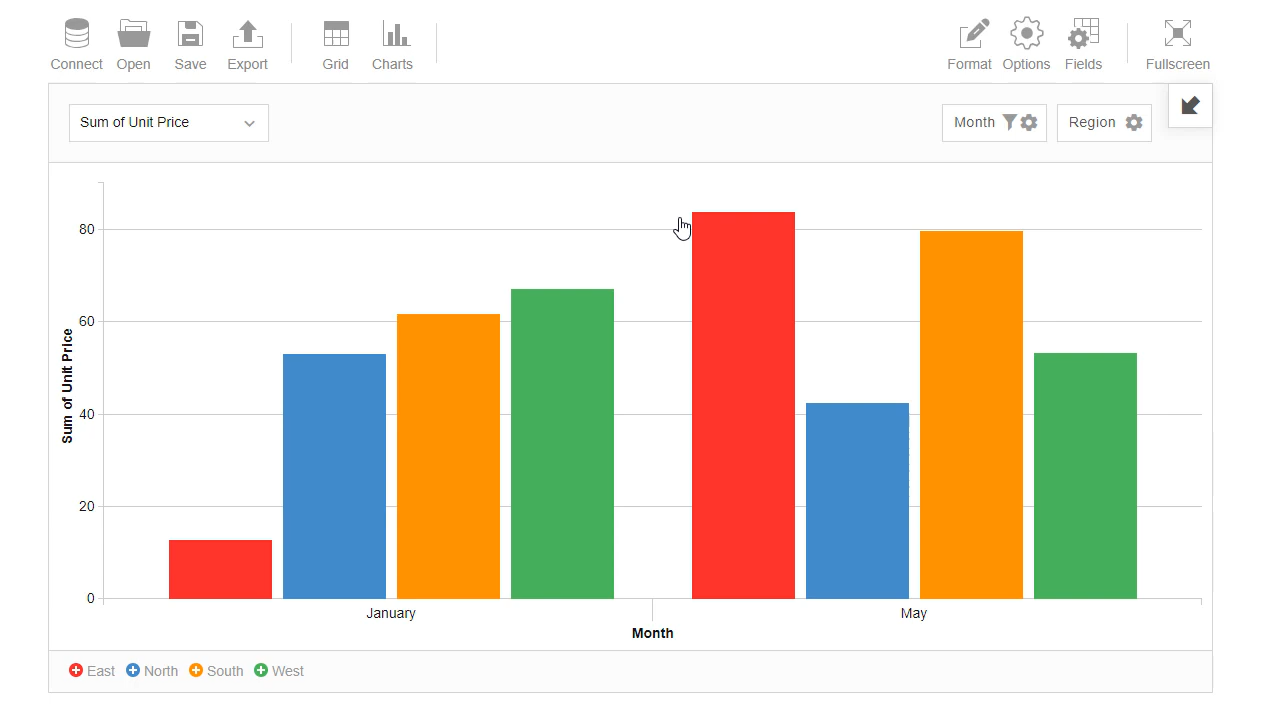 Connect Open Save Export Grid Charts Format Options Fields Fullscreen
Sum of Unit Price Month Region
80
60
40
20
0
Sum of Unit Price
January May
Month
East North South West